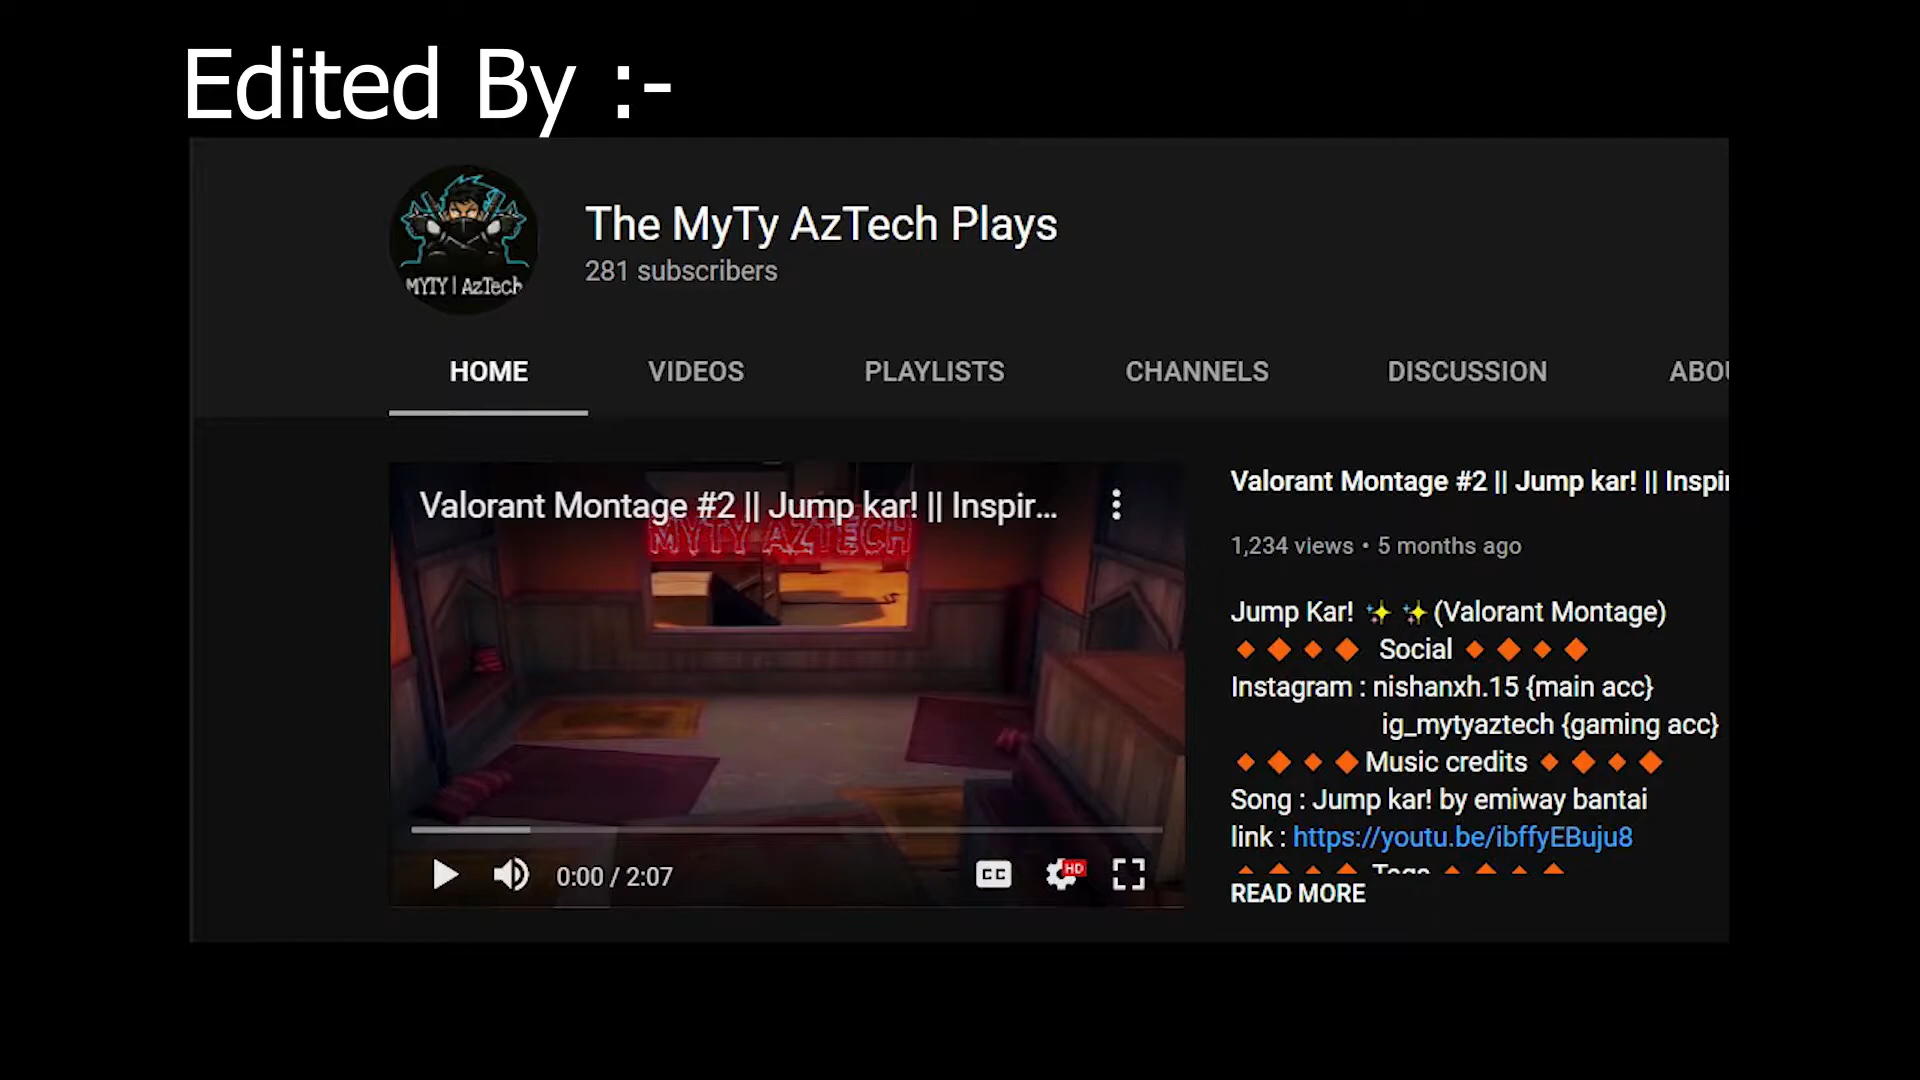 Edited By :-
MYTY | AzTech
The MyTy AzTech Plays
281 subscribers
HOME
VIDEOS
PLAYLISTS
CHANNELS
DISCUSSION
ABOU
Valorant Montage #2 || Jump kar! || Inspir...
MYTY AZTECH
0:00 / 2:07
CC
HD
Valorant Montage #2 || Jump kar! || Inspi
1,234 views • 5 months ago
Jump Kar! ✨ ✨ (Valorant Montage)
🔸🔶🔸🔶 Social 🔸🔶🔸🔶
Instagram : nishanxh.15 {main acc}
ig_mytyaztech {gaming acc}
🔸🔶🔸🔶 Music credits 🔸🔶🔸🔶
Song : Jump kar! by emiway bantai
link : https://youtu.be/ibffyEBuju8
READ MORE